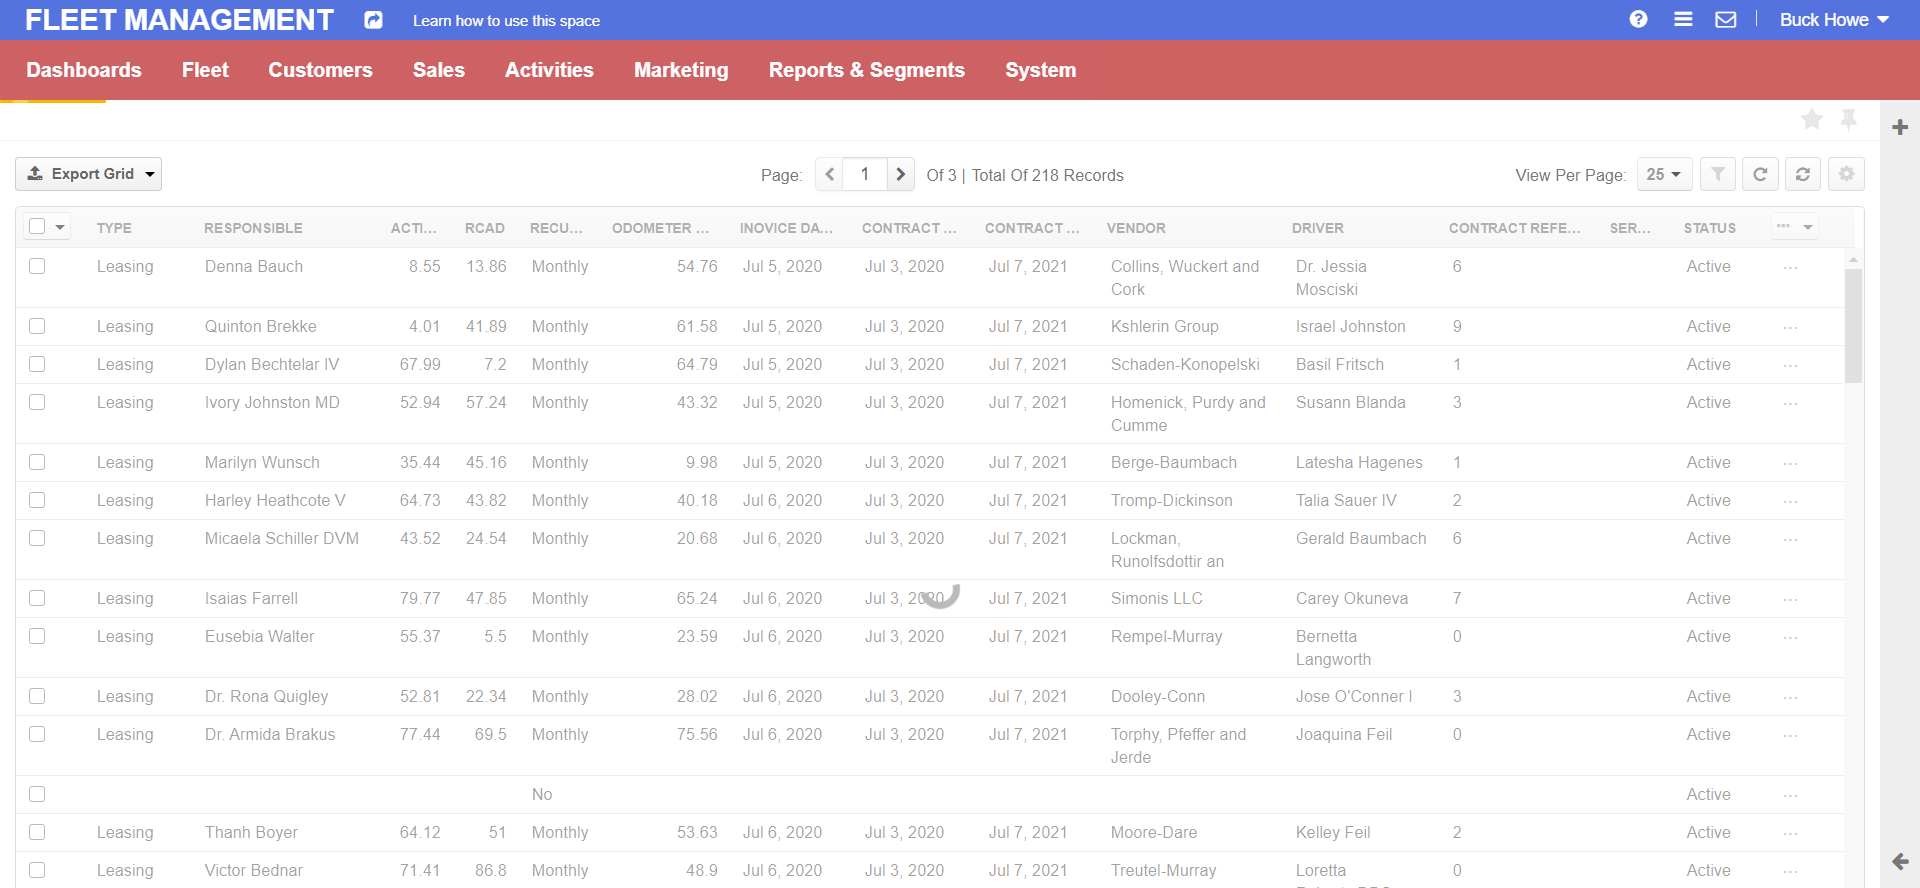 FLEET MANAGEMENT Learn how to use this space Buck Howe
Dashboards Fleet Customers Sales Activities Marketing Reports & Segments System
Export Grid Page: 1 Of 3 | Total Of 218 Records View Per Page: 25
TYPE RESPONSIBLE ACTI... RCAD RECU... ODOMETER ... INOVICE DA... CONTRACT ... CONTRACT ... VENDOR DRIVER CONTRACT REFE... SER... STATUS
Leasing Denna Bauch 8.55 13.86 Monthly 54.76 Jul 5, 2020 Jul 3, 2020 Jul 7, 2021 Collins, Wuckert and Dr. Jessia 6 Active ...
Cork Mosciski
Leasing Quinton Brekke 4.01 41.89 Monthly 61.58 Jul 5, 2020 Jul 3, 2020 Jul 7, 2021 Kshlerin Group Israel Johnston 9 Active ...
Leasing Dylan Bechtelar IV 67.99 7.2 Monthly 64.79 Jul 5, 2020 Jul 3, 2020 Jul 7, 2021 Schaden-Konopelski Basil Fritsch 1 Active ...
Leasing Ivory Johnston MD 52.94 57.24 Monthly 43.32 Jul 5, 2020 Jul 3, 2020 Jul 7, 2021 Homenick, Purdy and Susann Blanda 3 Active ...
Cumme
Leasing Marilyn Wunsch 35.44 45.16 Monthly 9.98 Jul 5, 2020 Jul 3, 2020 Jul 7, 2021 Berge-Baumbach Latesha Hagenes 1 Active ...
Leasing Harley Heathcote V 64.73 43.82 Monthly 40.18 Jul 6, 2020 Jul 3, 2020 Jul 7, 2021 Tromp-Dickinson Talia Sauer IV 2 Active ...
Leasing Micaela Schiller DVM 43.52 24.54 Monthly 20.68 Jul 6, 2020 Jul 3, 2020 Jul 7, 2021 Lockman, Gerald Baumbach 6 Active ...
Runolfsdottir an
Leasing Isaias Farrell 79.77 47.85 Monthly 65.24 Jul 6, 2020 Jul 3, 2020 Jul 7, 2021 Simonis LLC Carey Okuneva 7 Active ...
Leasing Eusebia Walter 55.37 5.5 Monthly 23.59 Jul 6, 2020 Jul 3, 2020 Jul 7, 2021 Rempel-Murray Bernetta 0 Active ...
Langworth
Leasing Dr. Rona Quigley 52.81 22.34 Monthly 28.02 Jul 6, 2020 Jul 3, 2020 Jul 7, 2021 Dooley-Conn Jose O'Conner I 3 Active ...
Leasing Dr. Armida Brakus 77.44 69.5 Monthly 75.56 Jul 6, 2020 Jul 3, 2020 Jul 7, 2021 Torphy, Pfeffer and Joaquina Feil 0 Active ...
Jerde
No Active ...
Leasing Thanh Boyer 64.12 51 Monthly 53.63 Jul 6, 2020 Jul 3, 2020 Jul 7, 2021 Moore-Dare Kelley Feil 2 Active ...
Leasing Victor Bednar 71.41 86.8 Monthly 48.9 Jul 6, 2020 Jul 3, 2020 Jul 7, 2021 Treutel-Murray Loretta 0 Active ...